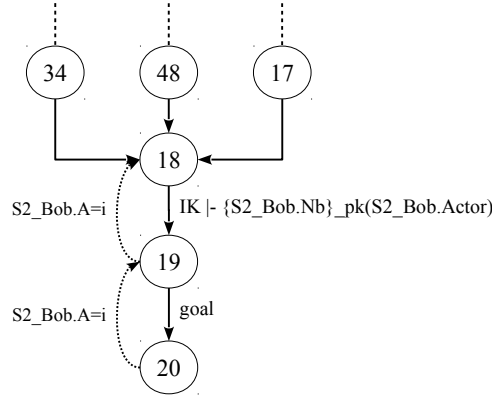 34 48 17
18
S2_Bob.A=i IK |- {S2_Bob.Nb}_pk(S2_Bob.Actor)
19
S2_Bob.A=i goal
20